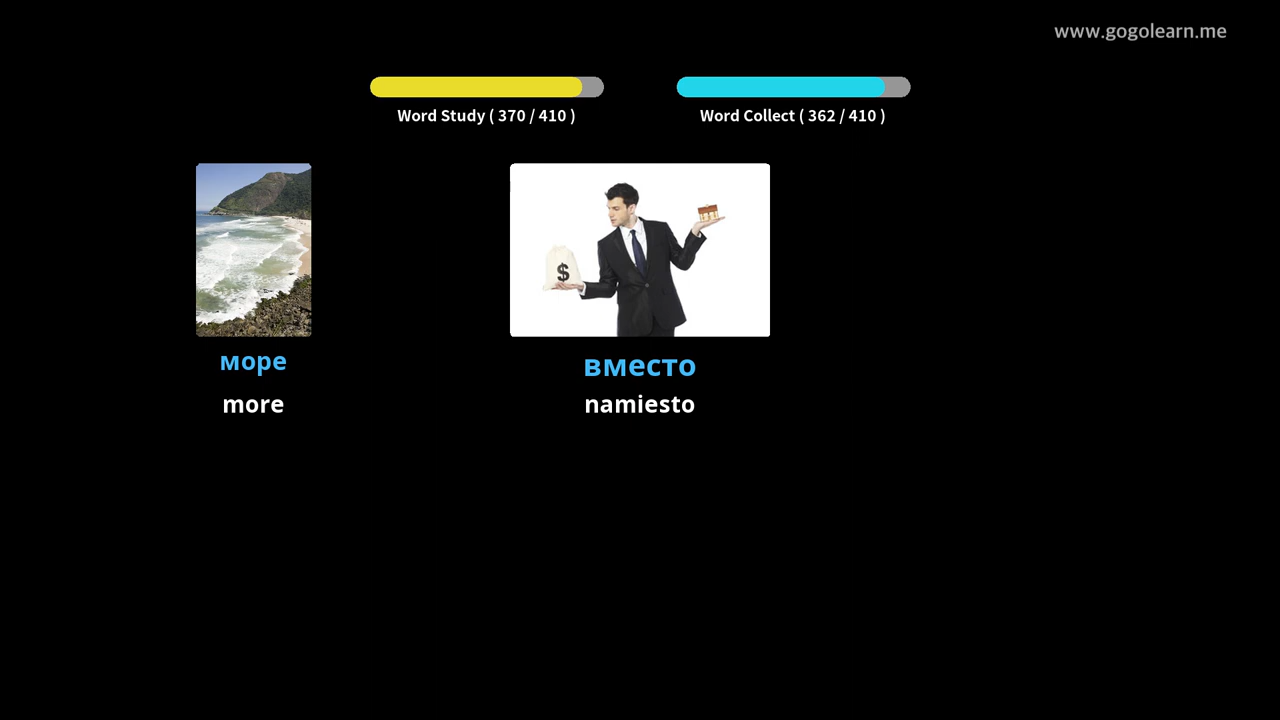 www.gogolearn.me
Word Study ( 370 / 410 )
Word Collect ( 362 / 410 )
море
more
$
вместо
namiesto